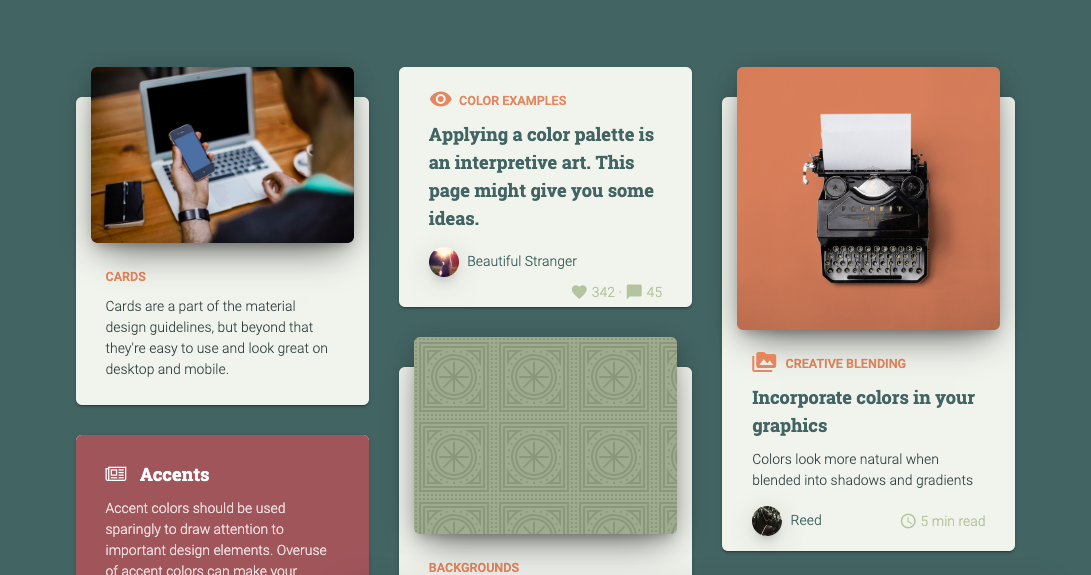 CARDS
Cards are a part of the material
design guidelines, but beyond that
they're easy to use and look great on
desktop and mobile.
Accents
Accent colors should be used
sparingly to draw attention to
important design elements. Overuse
of accent colors can make your
COLOR EXAMPLES
Applying a color palette is
an interpretive art. This
page might give you some
ideas.
Beautiful Stranger
342 · 45
BACKGROUNDS
CREATIVE BLENDING
Incorporate colors in your
graphics
Colors look more natural when
blended into shadows and gradients
Reed
5 min read